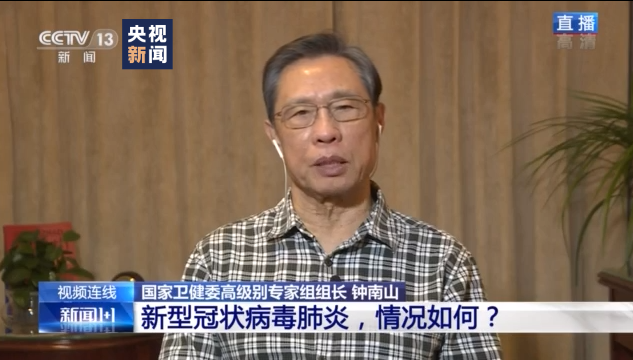 CCTV 13
新闻
央视
新闻
直播
高清
视频连线
国家卫健委高级别专家组组长 钟南山
新闻1+1
新型冠状病毒肺炎，情况如何？